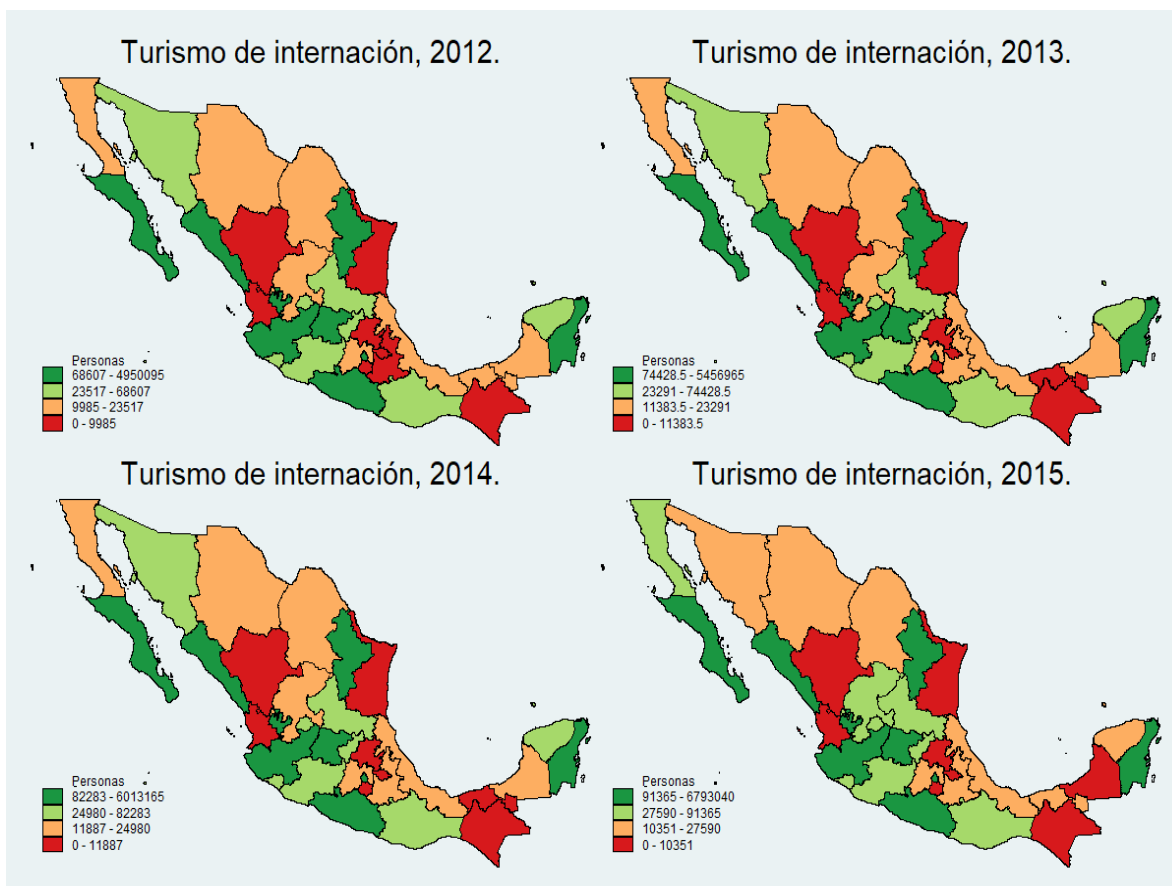 Turismo de internación, 2012.
Personas
68607 - 4950095
23517 - 68607
9985 - 23517
0 - 9985
Turismo de internación, 2013.
Personas
74428.5 - 5456965
23291 - 74428.5
11383.5 - 23291
0 - 11383.5
Turismo de internación, 2014.
Personas
82283 - 6013165
24980 - 82283
11887 - 24980
0 - 11887
Turismo de internación, 2015.
Personas
91365 - 6793040
27590 - 91365
10351 - 27590
0 - 10351